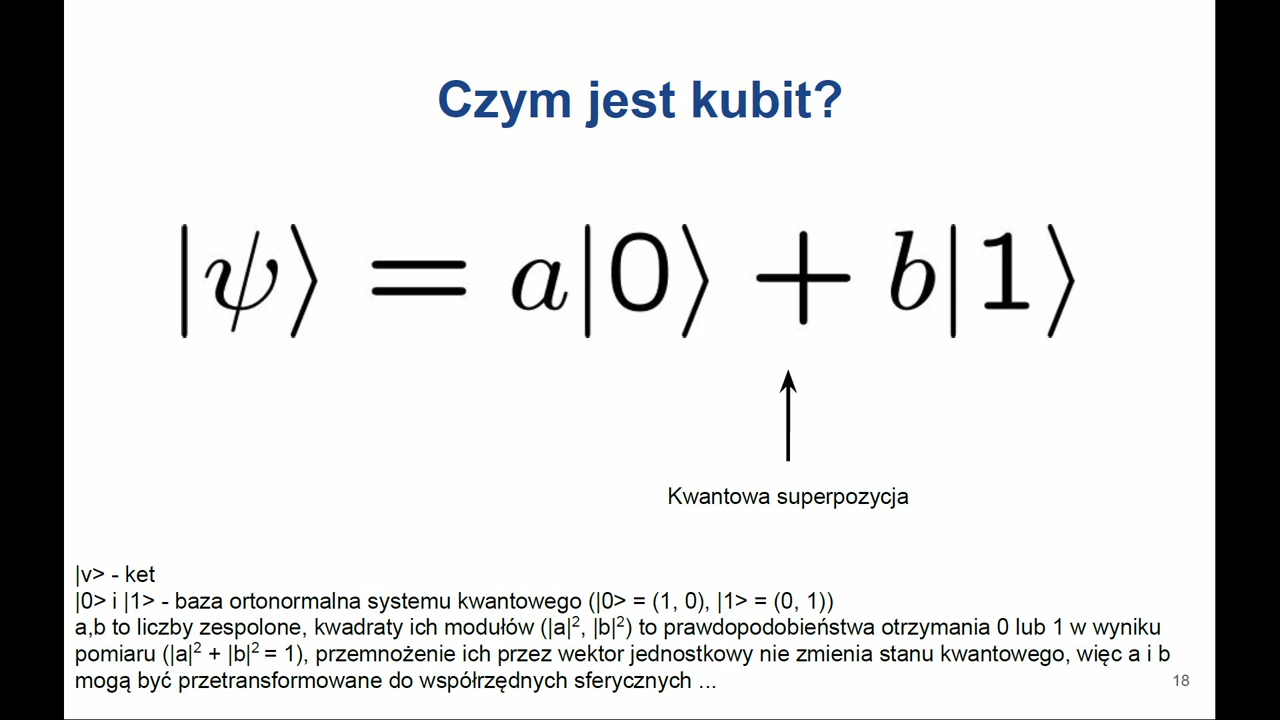 Czym jest kubit?
|ψ⟩ = a|0⟩ + b|1⟩
Kwantowa superpozycja
|v> - ket
|0> i |1> - baza ortonormalna systemu kwantowego (|0> = (1, 0), |1> = (0, 1))
a,b to liczby zespolone, kwadraty ich modułów (|a|², |b|²) to prawdopodobieństwa otrzymania 0 lub 1 w wyniku
pomiaru (|a|² + |b|² = 1), przemnożenie ich przez wektor jednostkowy nie zmienia stanu kwantowego, więc a i b
mogą być przetransformowane do współrzędnych sferycznych ...
18